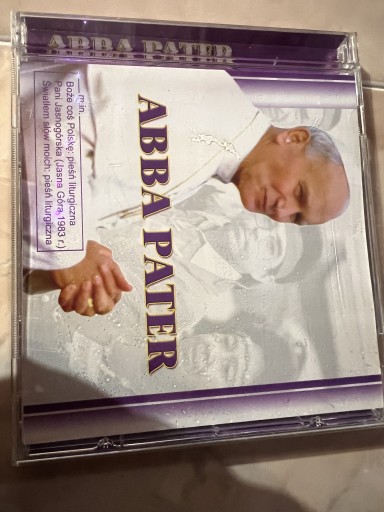 ABBA PATER
ABBA PATER
m.in.
Boże coś Polskę: pieśń liturgiczna
Pani Jasnogórska (Jasna Góra,1983 r.)
Światłem słów moich: pieśń liturgiczna